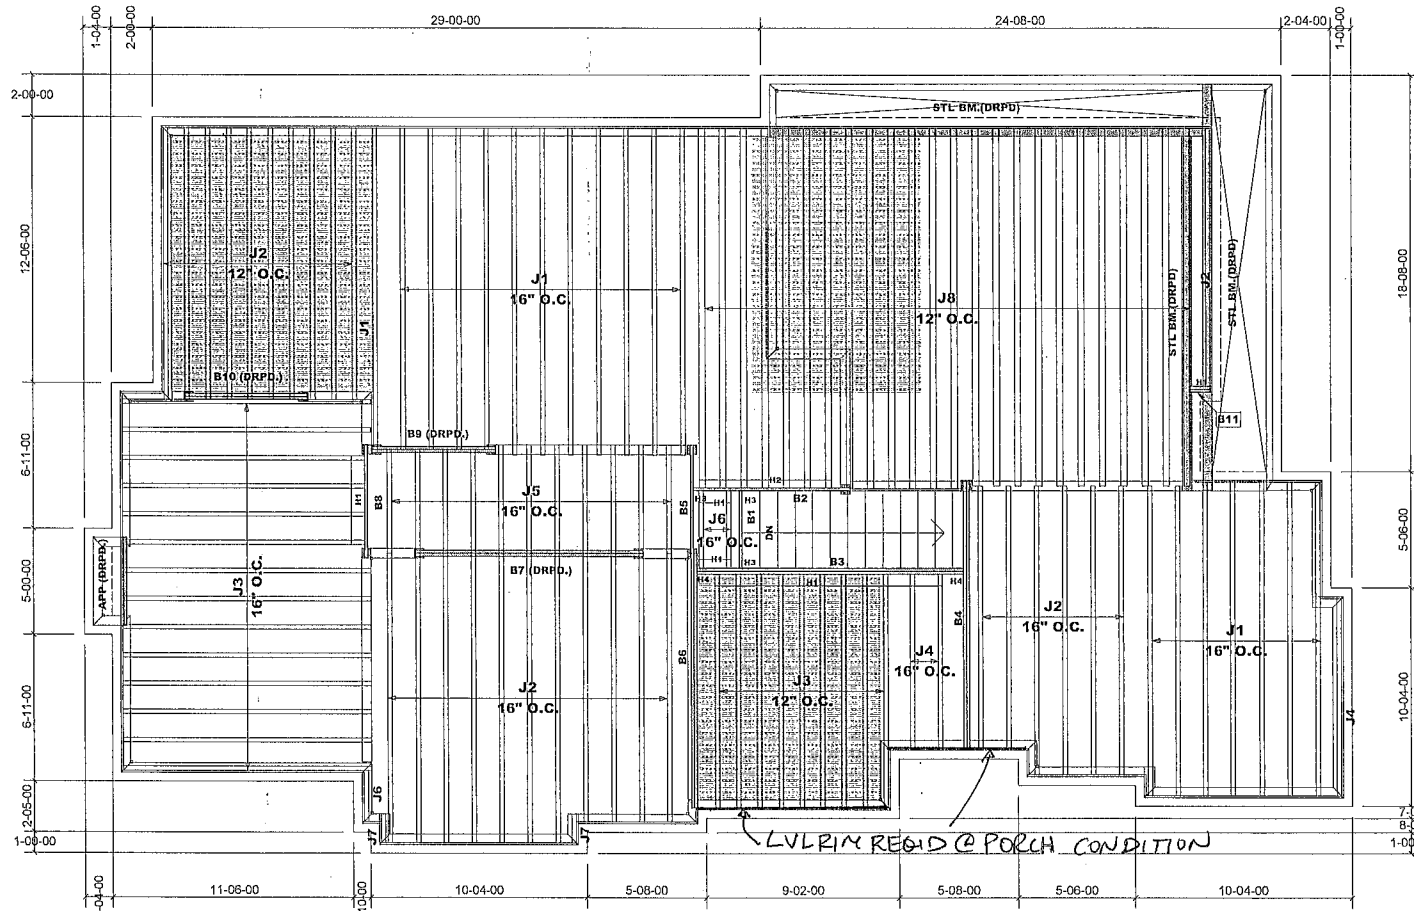 29-00-00
24-08-00
2-04-00
1-00-00
1-04-00
2-00-00
2-00-00
STL BM.(DRPD)
12-06-00
18-08-00
J2
12" O.C.
J1
J1
16" O.C.
J8
12" O.C.
STL BM.(DRPD)
J2
STL BM.(DRPD)
B10 (DRPD.)
H1
B11
B9 (DRPD.)
6-11-00
H1
B8
J5
16" O.C.
B5
H2
H3
H1
H3
B2
J6
16" O.C.
B1
DN
H1
H3
B3
5-06-00
B7 (DRPD.)
APP (DRPD.)
5-00-00
J3
16" O.C.
H4
H1
H4
B4
B6
J2
16" O.C.
J1
16" O.C.
J4
16" O.C.
J3
12" O.C.
J2
16" O.C.
6-11-00
10-04-00
J4
J6
J7
J7
2-05-00
1-00-00
7-
8-
1-00
LVL RIM REQ'D @ PORCH CONDITION
-04-00
11-06-00
10-04-00
5-08-00
9-02-00
5-08-00
5-06-00
10-04-00